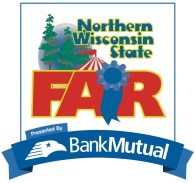 Northern
Wisconsin
State
FAIR
Presented By
BankMutual